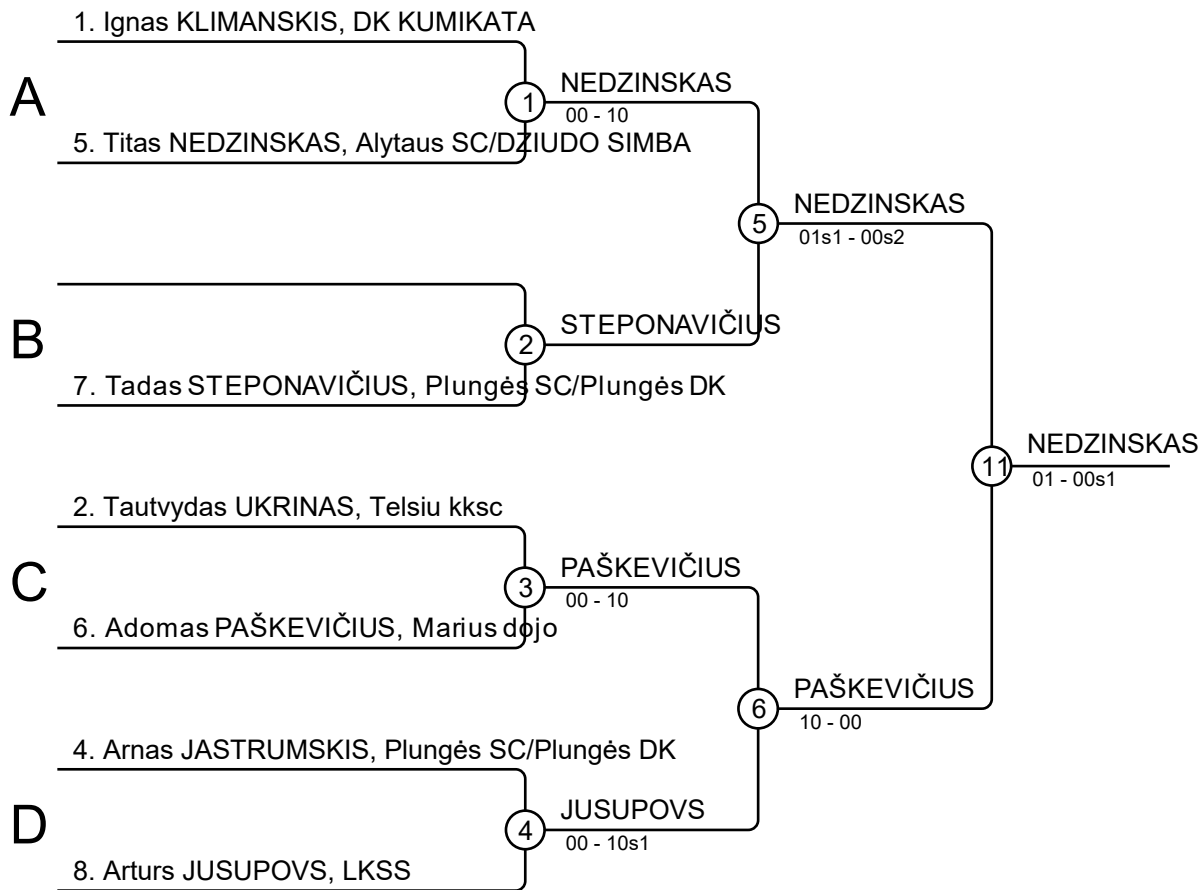 1. Ignas KLIMANSKIS, DK KUMIKATA
A
1
NEDZINSKAS
00 - 10
5. Titas NEDZINSKAS, Alytaus SC/DZIUDO SIMBA
5
NEDZINSKAS
01s1 - 00s2
B
2
STEPONAVIČIUS
7. Tadas STEPONAVIČIUS, Plungės SC/Plungės DK
11
NEDZINSKAS
01 - 00s1
2. Tautvydas UKRINAS, Telsiu kksc
C
3
PAŠKEVIČIUS
00 - 10
6. Adomas PAŠKEVIČIUS, Marius dojo
6
PAŠKEVIČIUS
10 - 00
4. Arnas JASTRUMSKIS, Plungės SC/Plungės DK
D
4
JUSUPOVS
00 - 10s1
8. Arturs JUSUPOVS, LKSS